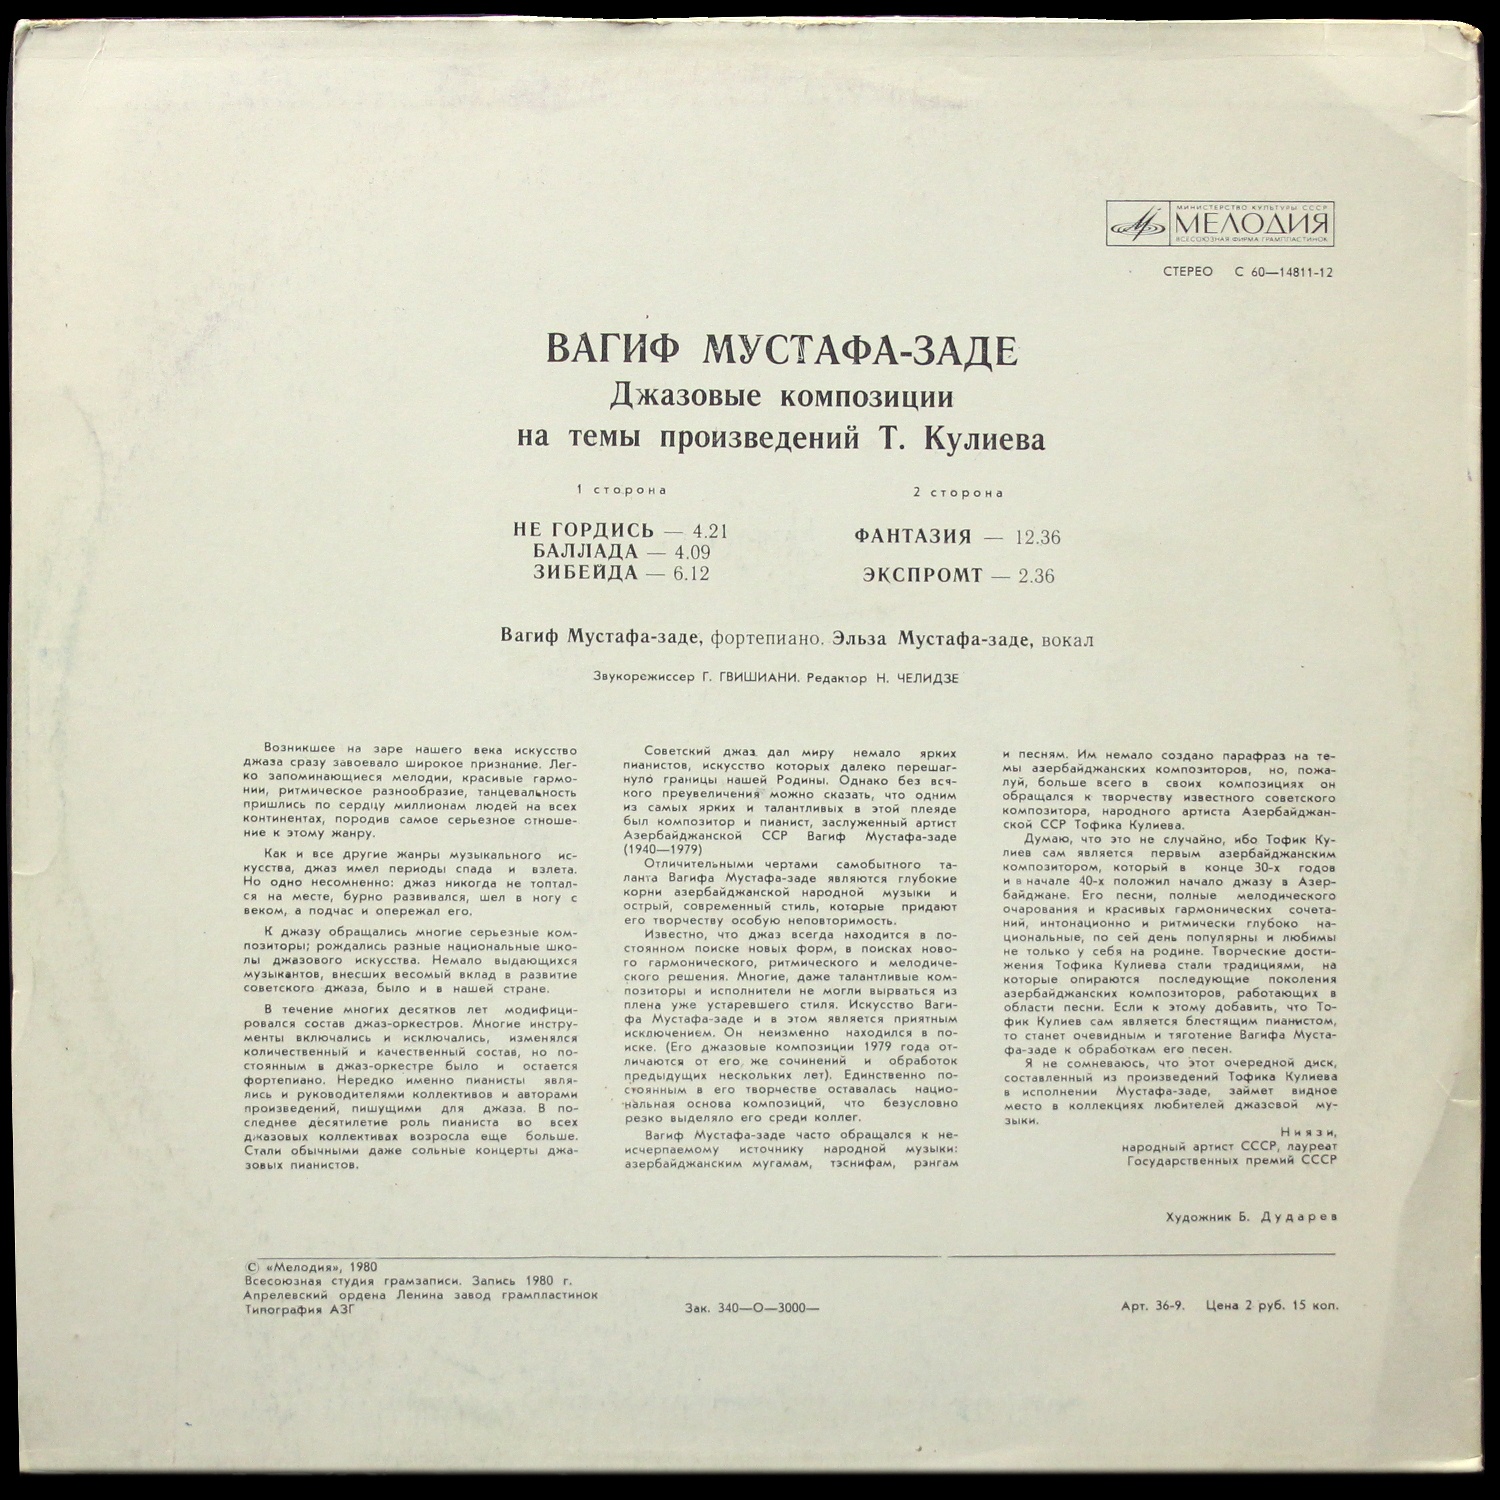 МИНИСТЕРСТВО КУЛЬТУРЫ СССР
МЕЛОДИЯ
ВСЕСОЮЗНАЯ ФИРМА ГРАМПЛАСТИНОК
СТЕРЕО С 60—14811-12
ВАГИФ МУСТАФА-ЗАДЕ
Джазовые композиции
на темы произведений Т. Кулиева
1 сторона
НЕ ГОРДИСЬ — 4.21
БАЛЛАДА — 4.09
ЗИБЕЙДА — 6.12
2 сторона
ФАНТАЗИЯ — 12.36
ЭКСПРОМТ — 2.36
Вагиф Мустафа-заде, фортепиано. Эльза Мустафа-заде, вокал
Звукорежиссер Г. ГВИШИАНИ. Редактор Н. ЧЕЛИДЗЕ
Возникшее на заре нашего века искусство
джаза сразу завоевало широкое признание. Лег-
ко запоминающиеся мелодии, красивые гармо-
нии, ритмическое разнообразие, танцевальность
пришлись по сердцу миллионам людей на всех
континентах, породив самое серьезное отноше-
ние к этому жанру.
Как и все другие жанры музыкального ис-
кусства, джаз имел периоды спада и взлета.
Но одно несомненно: джаз никогда не топтал-
ся на месте, бурно развивался, шел в ногу с
веком, а подчас и опережал его.
К джазу обращались многие серьезные ком-
позиторы; рождались разные национальные шко-
лы джазового искусства. Немало выдающихся
музыкантов, внесших весомый вклад в развитие
советского джаза, было и в нашей стране.
В течение многих десятков лет модифици-
ровался состав джаз-оркестров. Многие инстру-
менты включались и исключались, изменялся
количественный и качественный состав, но по-
стоянным в джаз-оркестре было и остается
фортепиано. Нередко именно пианисты явля-
лись и руководителями коллективов и авторами
произведений, пишущими для джаза. В по-
следнее десятилетие роль пианиста во всех
джазовых коллективах возросла еще больше.
Стали обычными даже сольные концерты джа-
зовых пианистов.
Советский джаз дал миру немало ярких
пианистов, искусство которых далеко перешаг-
нуло границы нашей Родины. Однако без вся-
кого преувеличения можно сказать, что одним
из самых ярких и талантливых в этой плеяде
был композитор и пианист, заслуженный артист
Азербайджанской ССР Вагиф Мустафа-заде
(1940—1979)
Отличительными чертами самобытного та-
ланта Вагифа Мустафа-заде являются глубокие
корни азербайджанской народной музыки и
острый, современный стиль, которые придают
его творчеству особую неповторимость.
Известно, что джаз всегда находится в по-
стоянном поиске новых форм, в поисках ново-
го гармонического, ритмического и мелодиче-
ского решения. Многие, даже талантливые ком-
позиторы и исполнители не могли вырваться из
плена уже устаревшего стиля. Искусство Ваги-
фа Мустафа-заде и в этом является приятным
исключением. Он неизменно находился в по-
иске. (Его джазовые композиции 1979 года от-
личаются от его же сочинений и обработок
предыдущих нескольких лет). Единственно по-
стоянным в его творчестве оставалась нацио-
нальная основа композиций, что безусловно
резко выделяло его среди коллег.
Вагиф Мустафа-заде часто обращался к не-
исчерпаемому источнику народной музыки:
азербайджанским мугамам, тэснифам, рэнгам
и песням. Им немало создано парафраз на те-
мы азербайджанских композиторов, но, пожа-
луй, больше всего в своих композициях он
обращался к творчеству известного советского
композитора, народного артиста Азербайджан-
ской ССР Тофика Кулиева.
Думаю, что это не случайно, ибо Тофик Ку-
лиев сам является первым азербайджанским
композитором, который в конце 30-х годов
и в начале 40-х положил начало джазу в Азер-
байджане. Его песни, полные мелодического
очарования и красивых гармонических сочета-
ний, интонационно и ритмически глубоко на-
циональные, по сей день популярны и любимы
не только у себя на родине. Творческие дости-
жения Тофика Кулиева стали традициями, на
которые опираются последующие поколения
азербайджанских композиторов, работающих в
области песни. Если к этому добавить, что То-
фик Кулиев сам является блестящим пианистом,
то станет очевидным и тяготение Вагифа Муста-
фа-заде к обработкам его песен.
Я не сомневаюсь, что этот очередной диск,
составленный из произведений Тофика Кулиева
в исполнении Мустафа-заде, займет видное
место в коллекциях любителей джазовой му-
зыки.
Ниязи,
народный артист СССР, лауреат
Государственных премий СССР
Художник Б. Дударев
© «Мелодия», 1980
Всесоюзная студия грамзаписи. Запись 1980 г.
Апрелевский ордена Ленина завод грампластинок
Типография АЗГ
Зак. 340—О—3000—
Арт. 36-9. Цена 2 руб. 15 коп.